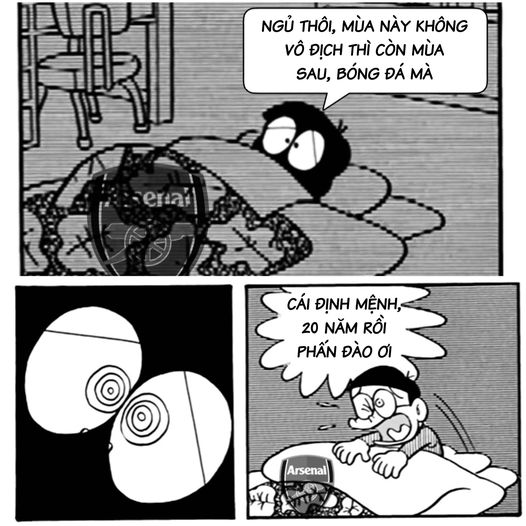 NGỦ THÔI, MÙA NÀY KHÔNG
VÔ ĐỊCH THÌ CÒN MÙA
SAU, BÓNG ĐÁ MÀ
Arsenal
CÁI ĐỊNH MỆNH,
20 NĂM RỒI
PHẤN ĐÀO ƠI
Arsenal